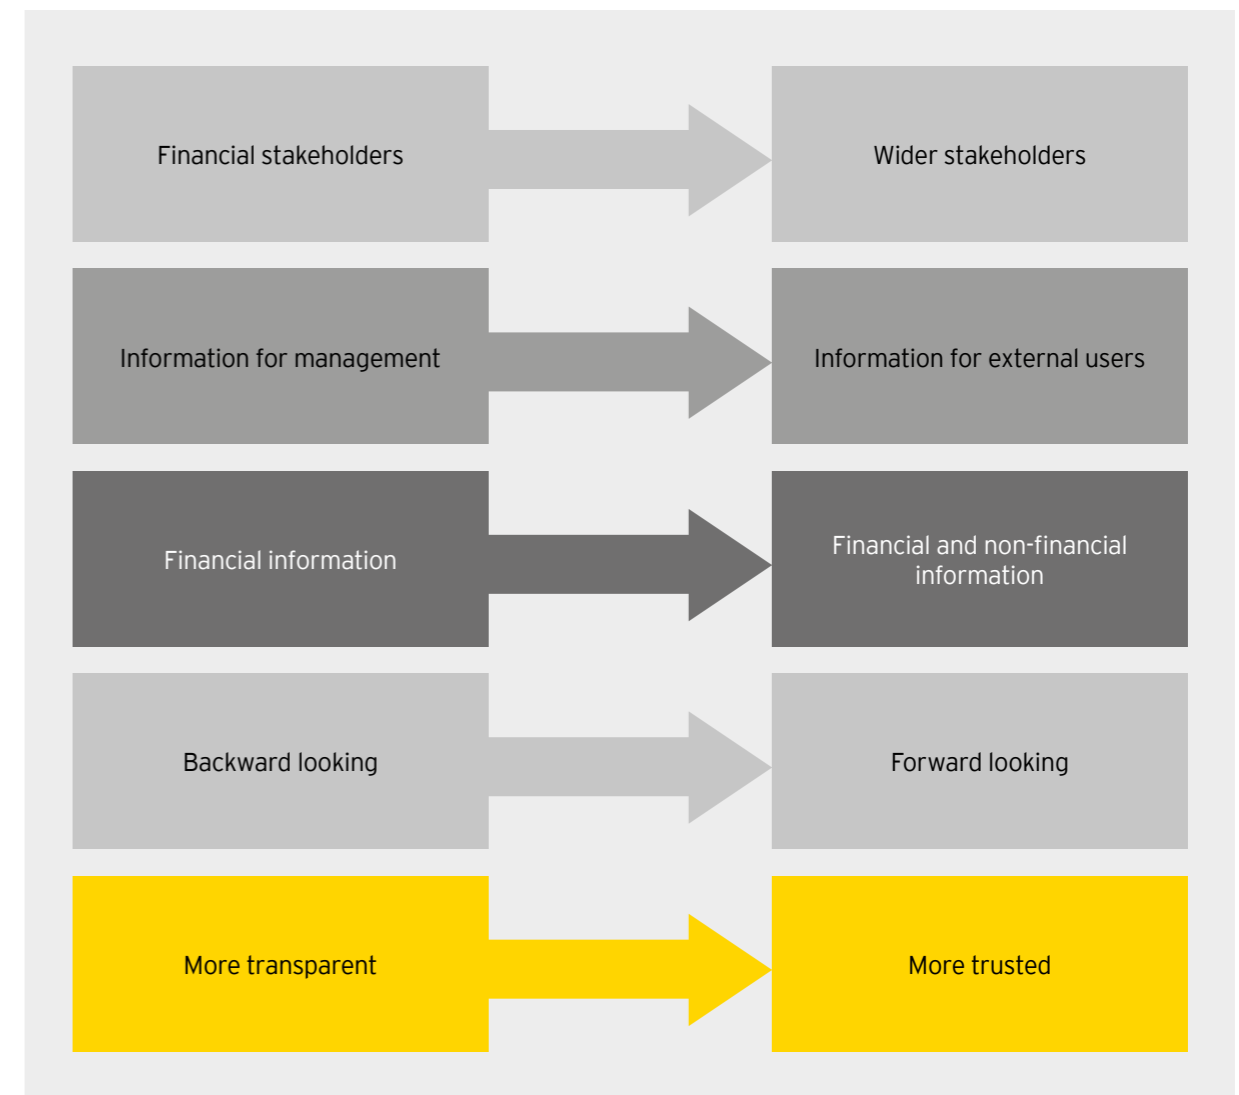 Financial stakeholders
Wider stakeholders
Information for management
Information for external users
Financial information
Financial and non-financial
information
Backward looking
Forward looking
More transparent
More trusted